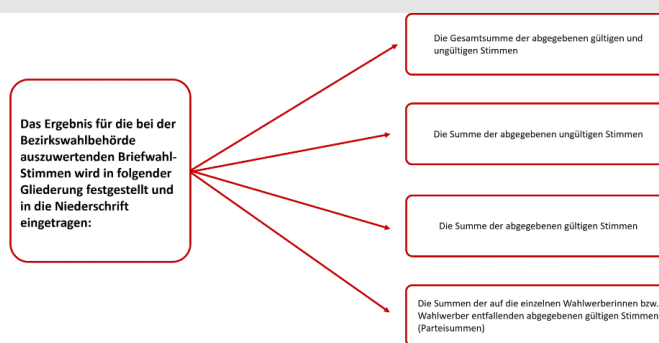 Die Gesamtsumme der abgegebenen gültigen und
ungültigen Stimmen
Das Ergebnis für die bei der
Bezirkswahlbehörde
auszuwertenden Briefwahl-
Stimmen wird in folgender
Gliederung festgestellt und
in die Niederschrift
eingetragen:
Die Summe der abgegebenen ungültigen Stimmen
Die Summe der abgegebenen gültigen Stimmen
Die Summen der auf die einzelnen Wahlwerberinnen bzw.
Wahlwerber entfallenden abgegebenen gültigen Stimmen
(Parteisummen)